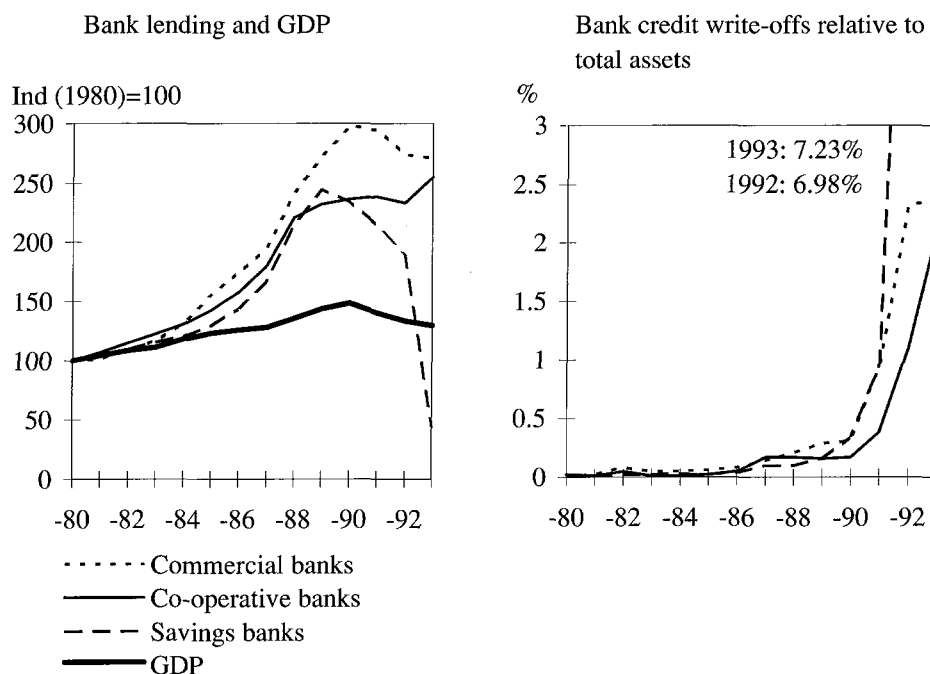 Bank lending and GDP
Ind (1980)=100
300
250
200
150
100
50
0
-80 -82 -84 -86 -88 -90 -92
Commercial banks
Co-operative banks
Savings banks
GDP
Bank credit write-offs relative to
total assets
%
3
2.5
2
1.5
1
0.5
0
1993: 7.23%
1992: 6.98%
-80 -82 -84 -86 -88 -90 -92